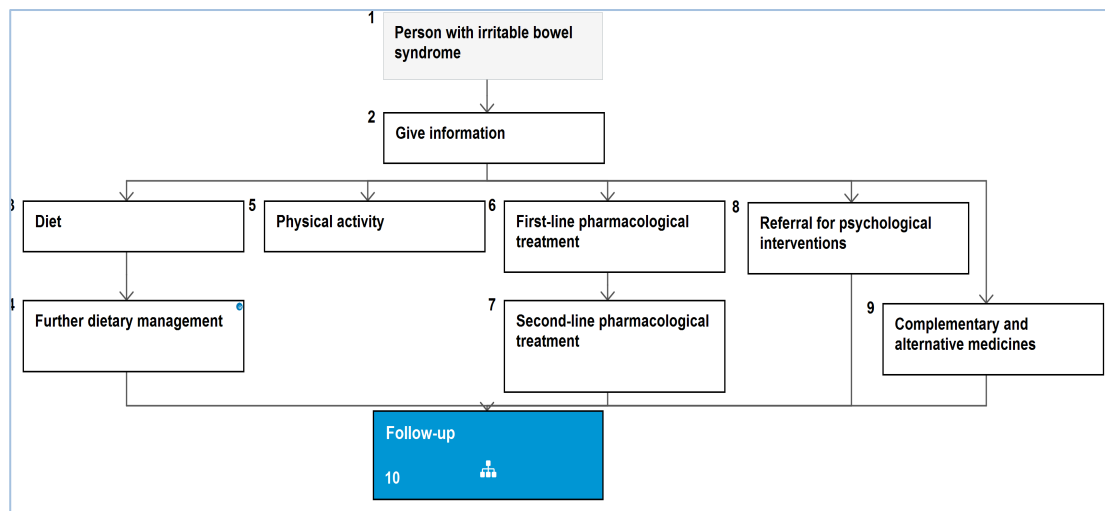 1
Person with irritable bowel
syndrome
2
Give information
3
Diet
5
Physical activity
6
First-line pharmacological
treatment
8
Referral for psychological
interventions
4
Further dietary management
7
Second-line pharmacological
treatment
9
Complementary and
alternative medicines
Follow-up
10